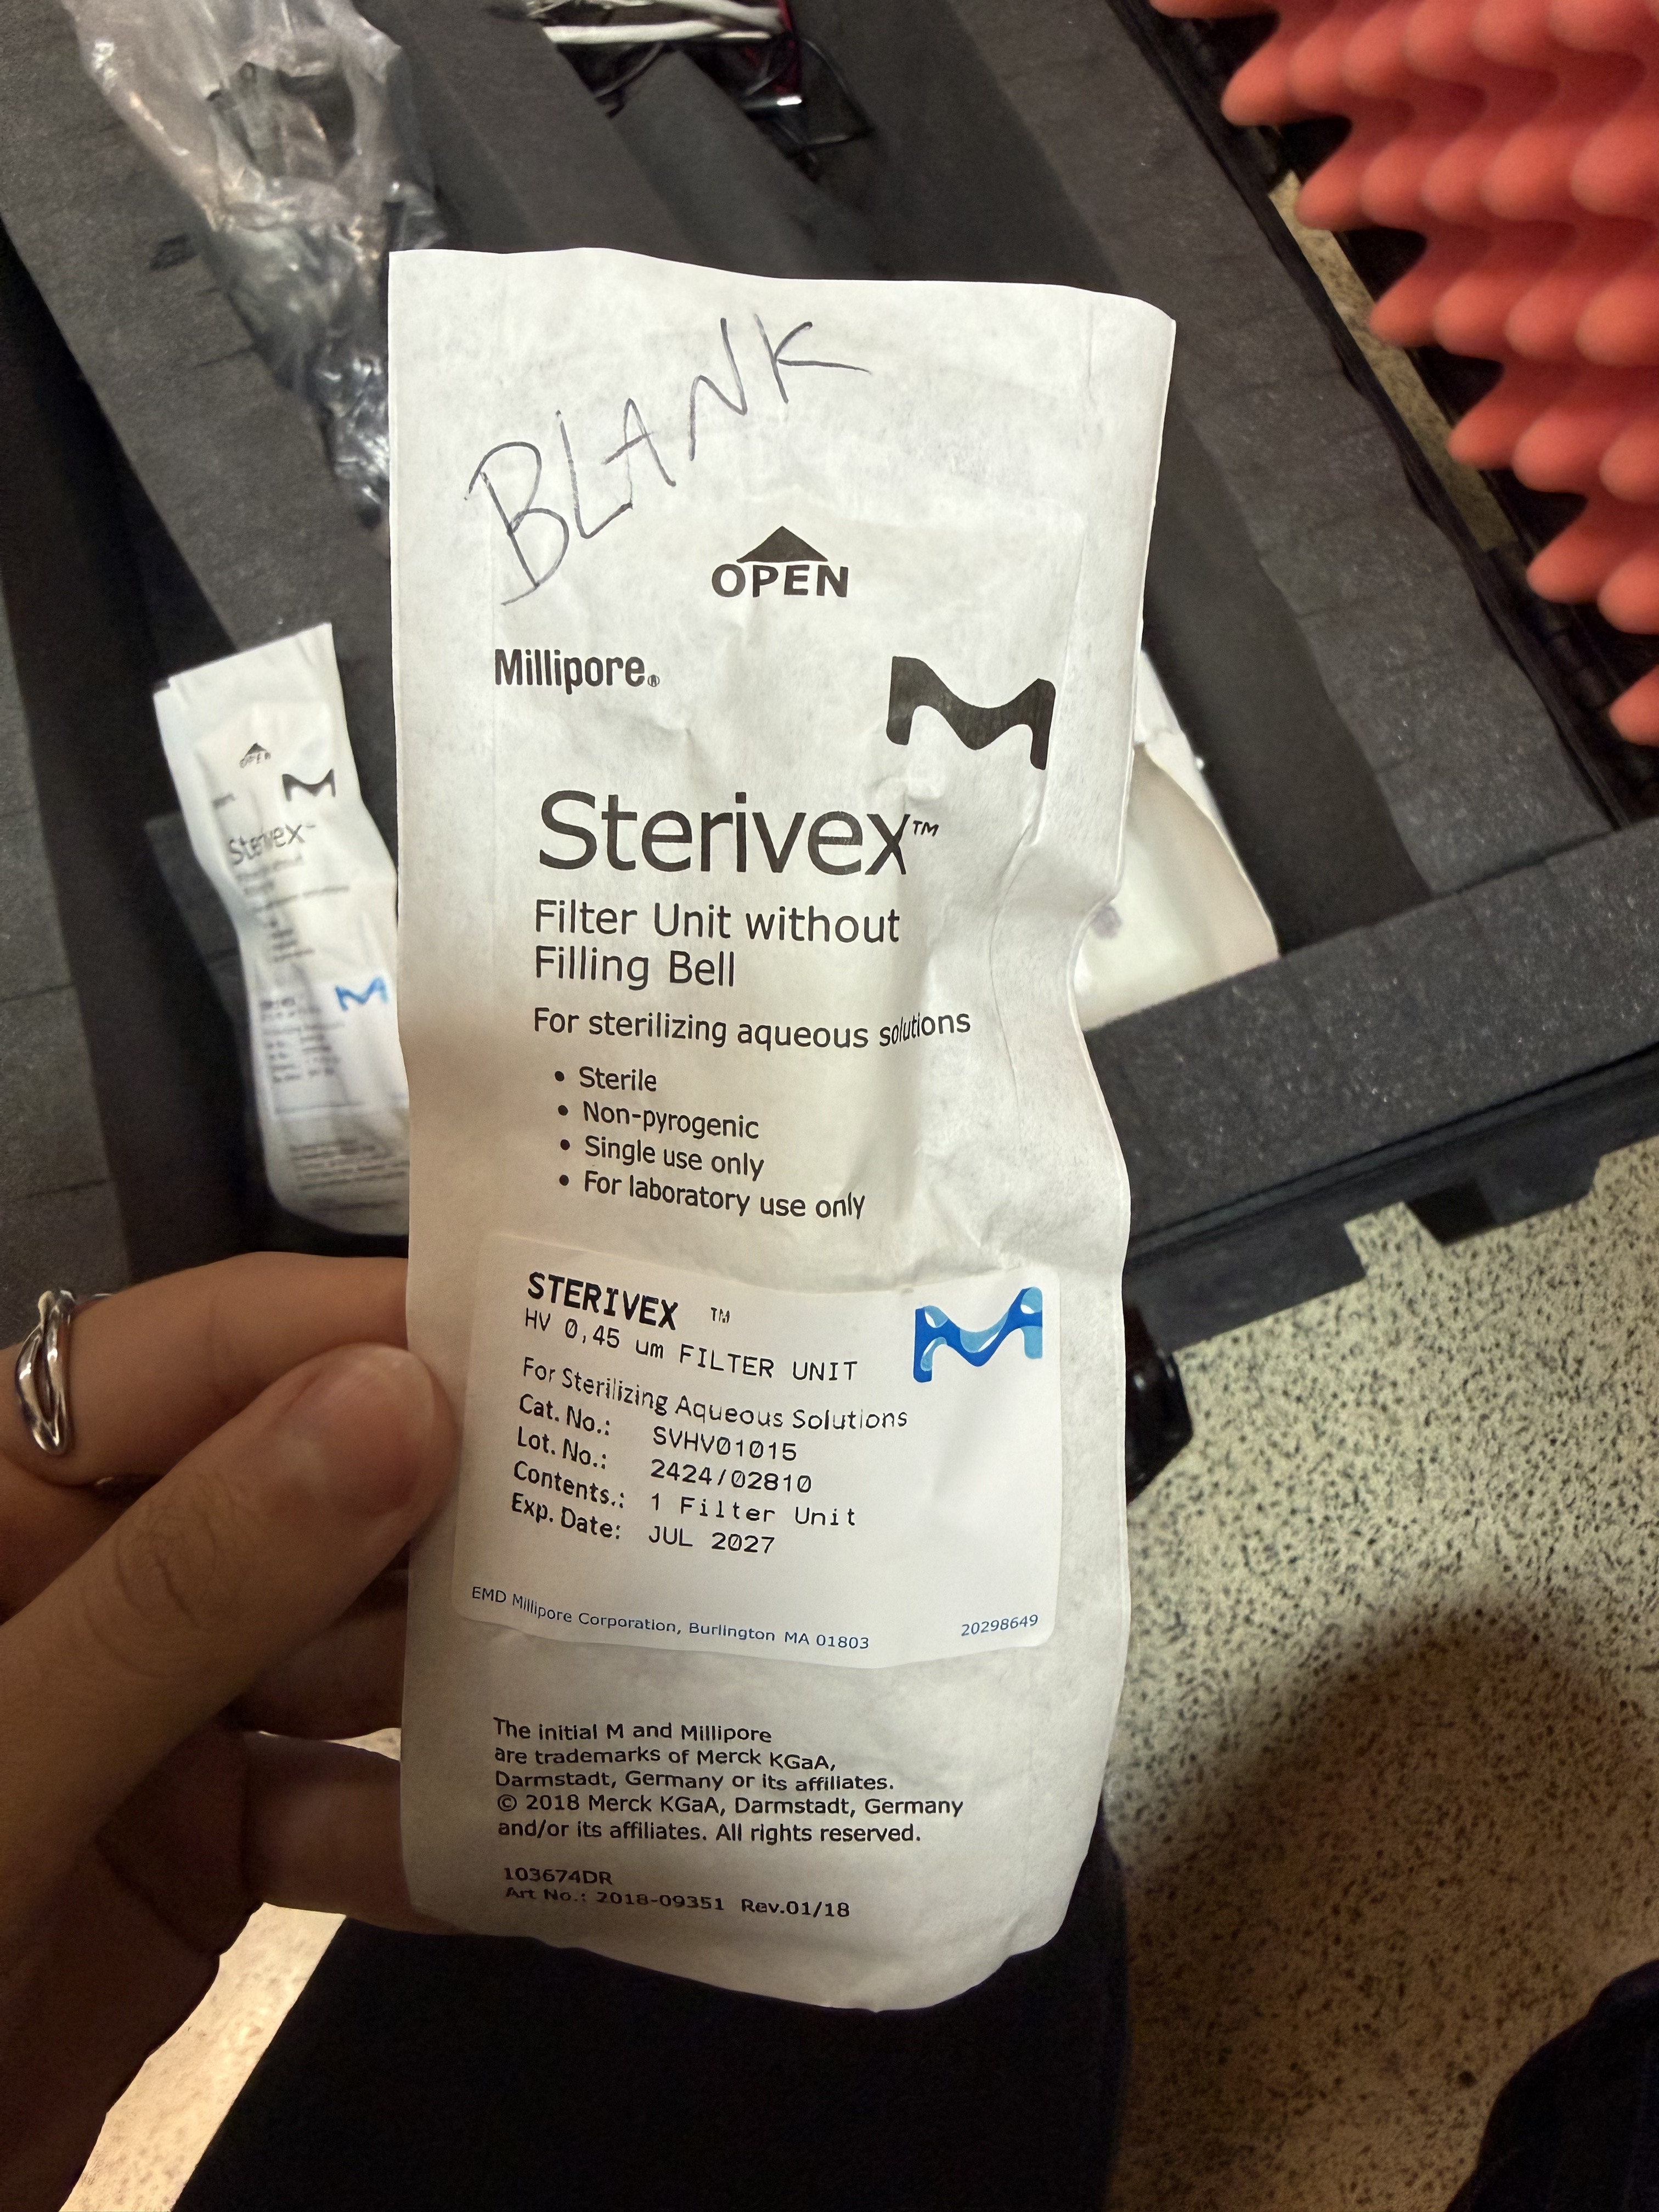 BLANK
OPEN
Millipore®
Sterivex™
Filter Unit without
Filling Bell
For sterilizing aqueous solutions
• Sterile
• Non-pyrogenic
• Single use only
• For laboratory use only
STERIVEX ™
HV 0,45 um FILTER UNIT
For Sterilizing Aqueous Solutions
Cat. No.: SVHV01015
Lot. No.: 2424/02810
Contents.: 1 Filter Unit
Exp. Date: JUL 2027
EMD Millipore Corporation, Burlington MA 01803 20298649
The initial M and Millipore
are trademarks of Merck KGaA,
Darmstadt, Germany or its affiliates.
© 2018 Merck KGaA, Darmstadt, Germany
and/or its affiliates. All rights reserved.
103674DR
Art No.: 2018-09351 Rev.01/18
OPEN
Sterivex™